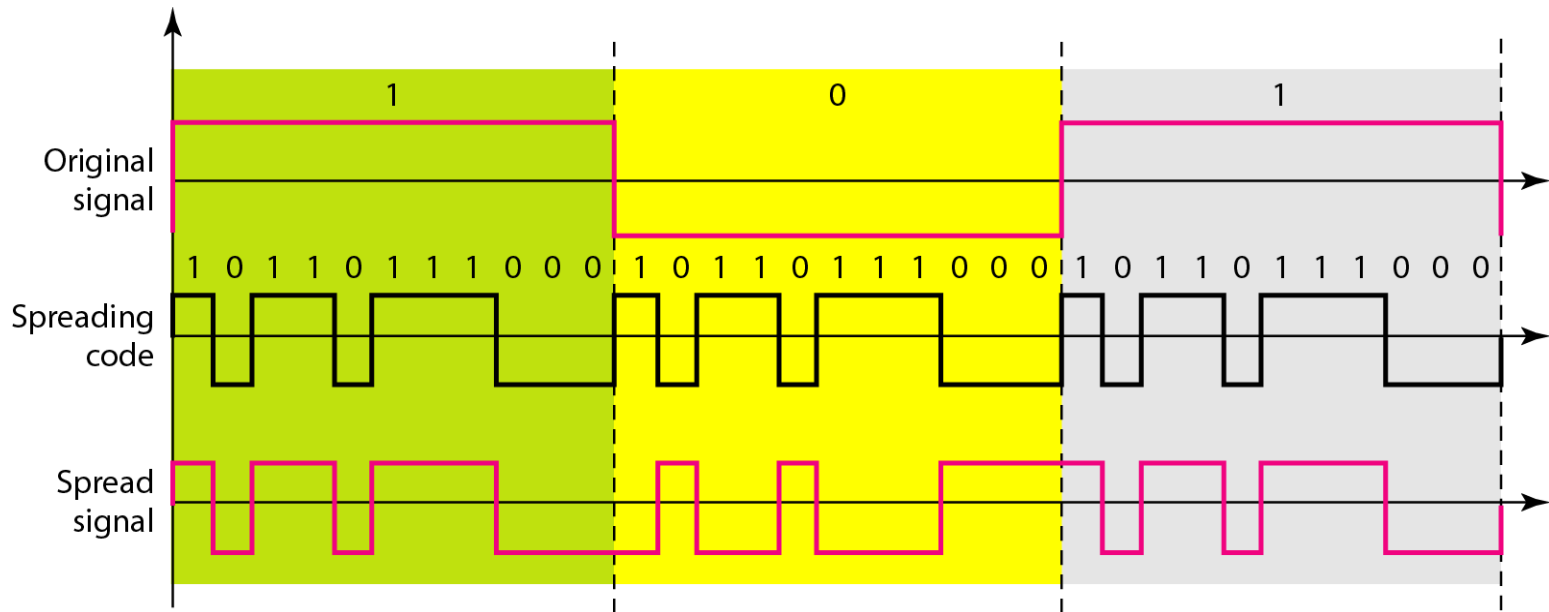 1 0 1
Original
signal
1 0 1 1 0 1 1 1 0 0 0 1 0 1 1 0 1 1 1 0 0 0 1 0 1 1 0 1 1 1 0 0 0
Spreading
code
Spread
signal